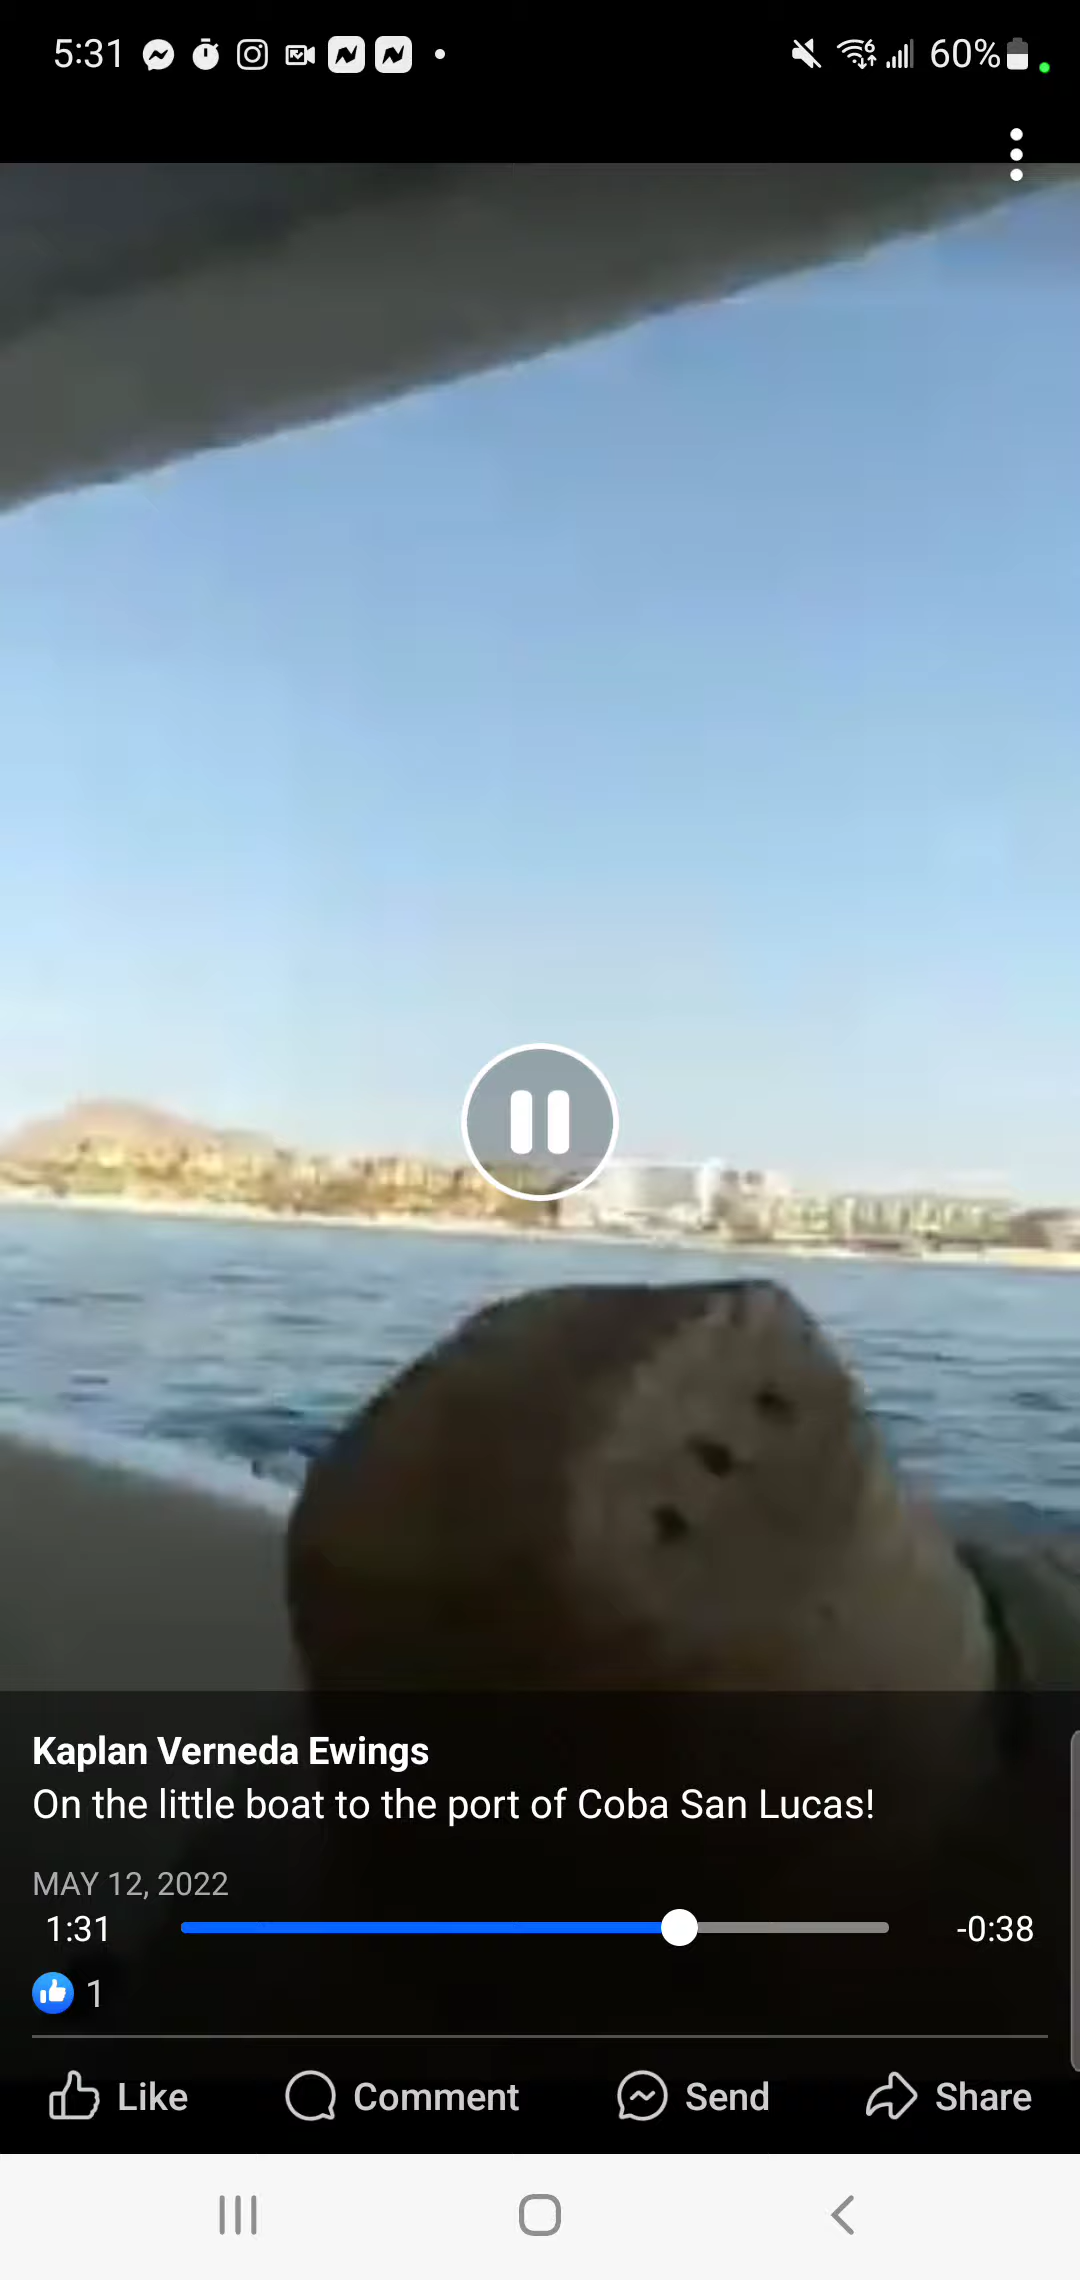 5:31
60%
Kaplan Verneda Ewings
On the little boat to the port of Coba San Lucas!
MAY 12, 2022
1:31 -0:38
1
Like Comment Send Share